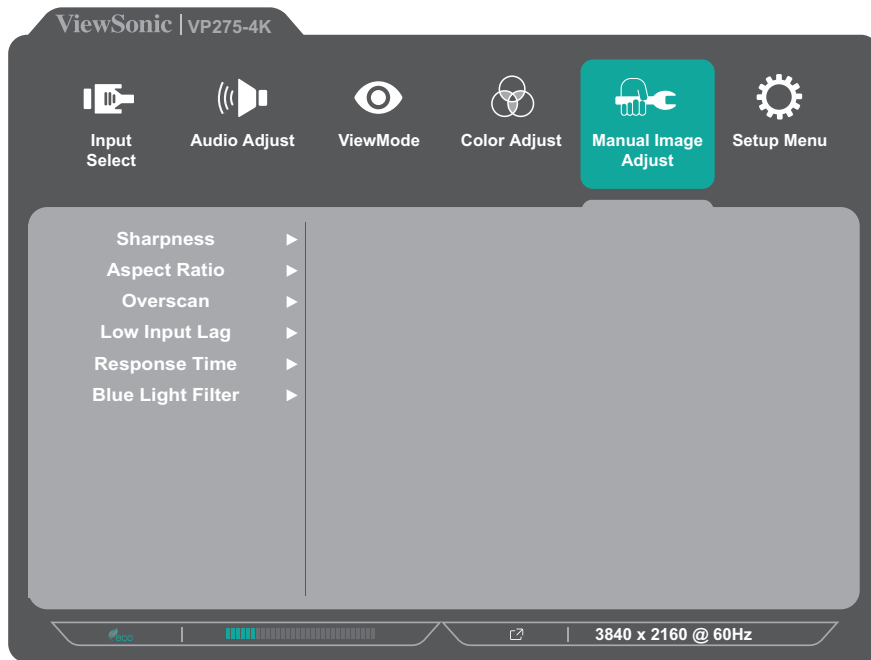 ViewSonic | VP275-4K
Input
Select
Audio Adjust
ViewMode
Color Adjust
Manual Image
Adjust
Setup Menu
Sharpness
Aspect Ratio
Overscan
Low Input Lag
Response Time
Blue Light Filter
eco
3840 x 2160 @ 60Hz